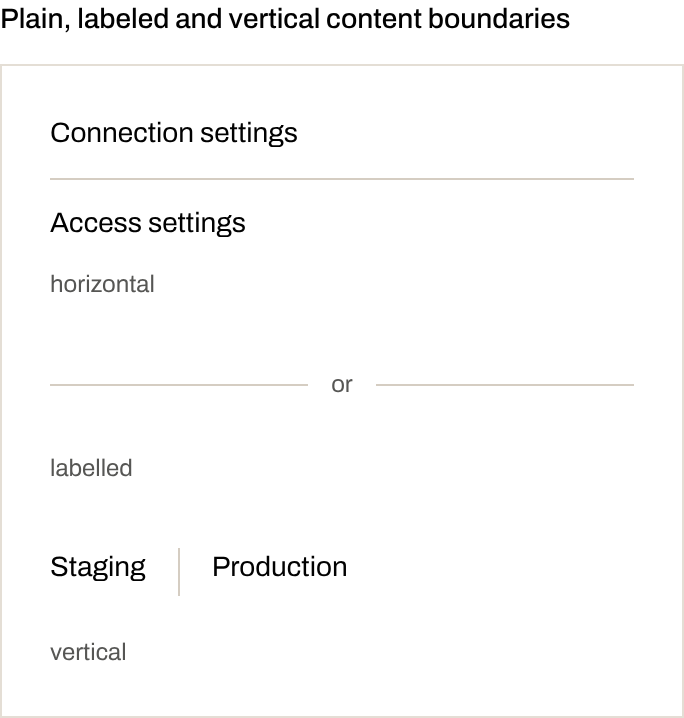 Plain, labeled and vertical content boundaries
Connection settings
Access settings
horizontal
or
labelled
Staging Production
vertical